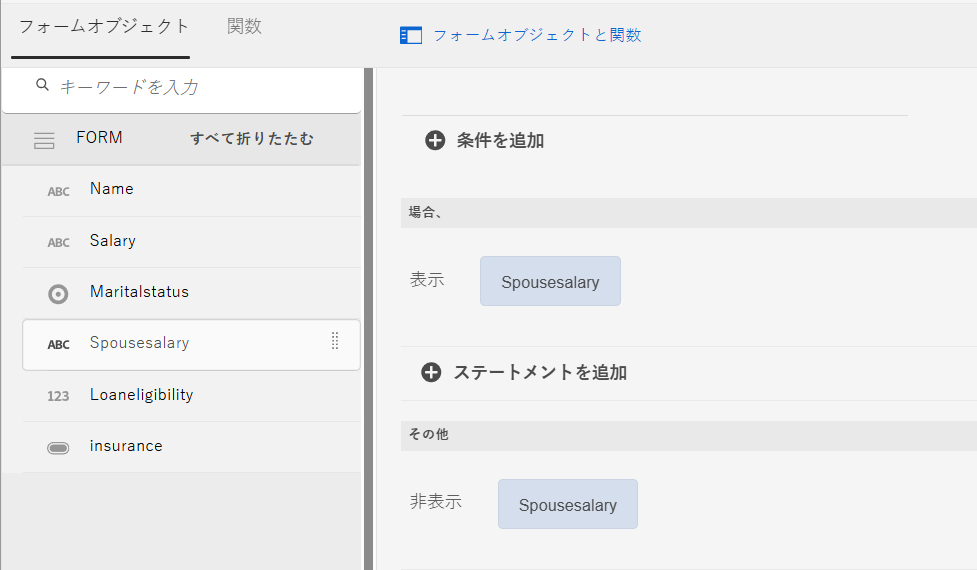 フォームオブジェクト 関数
キーワードを入力
FORM すべて折りたたむ
ABC Name
ABC Salary
Maritalstatus
ABC Spousesalary
123 Loaneligibility
insurance
フォームオブジェクトと関数
条件を追加
場合、
表示 Spousesalary
ステートメントを追加
その他
非表示 Spousesalary